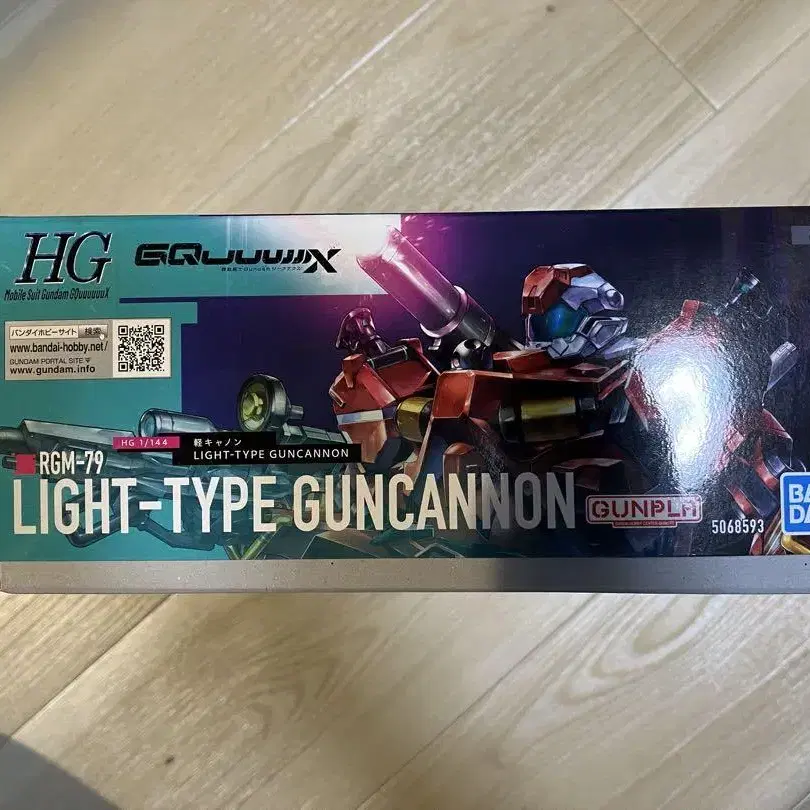 HG
Mobile Suit Gundam GQuuuuuuX
GQuuuuuuX
バンダイホビーサイト 検索
www.bandai-hobby.net/
GUNDAM PORTAL SITE
www.gundam.info
HG 1/144
軽キャノン
LIGHT-TYPE GUNCANNON
RGM-79
LIGHT-TYPE GUNCANNON
GUNPLA
5068593
BA
DA